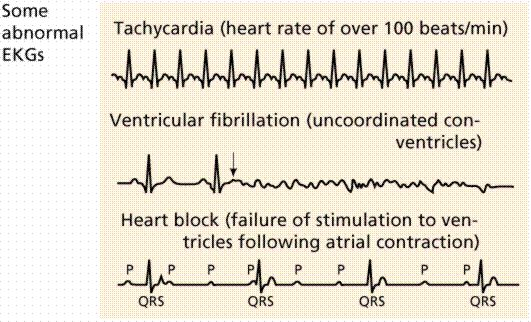 Some
abnormal
EKGs
Tachycardia (heart rate of over 100 beats/min)
Ventricular fibrillation (uncoordinated con-
ventricles)
Heart block (failure of stimulation to ven-
tricles following atrial contraction)
P P P P P P P P
QRS QRS QRS QRS